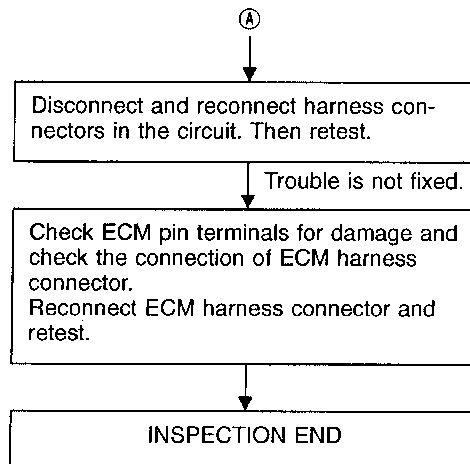 A
Disconnect and reconnect harness con-
nectors in the circuit. Then retest.
Trouble is not fixed.
Check ECM pin terminals for damage and
check the connection of ECM harness
connector.
Reconnect ECM harness connector and
retest.
INSPECTION END